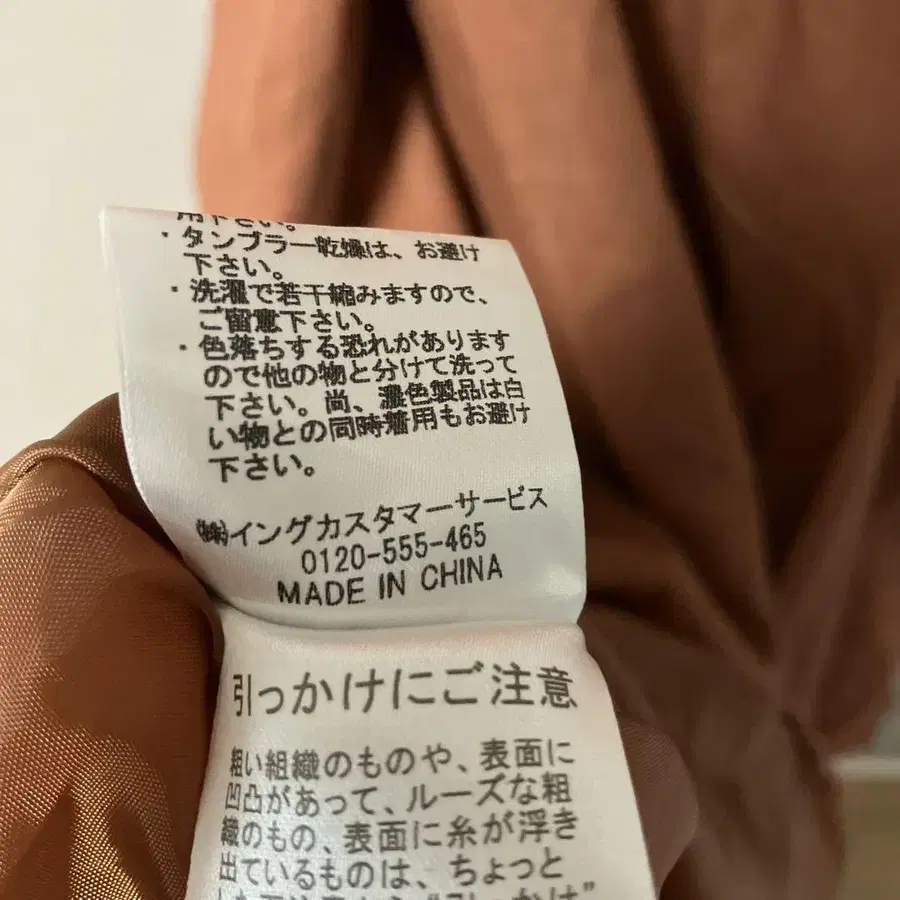 用下さい。
・タンブラー乾燥は、お避け
下さい。
・洗濯で若干縮みますので、
ご留意下さい。
・色落ちする恐れがあります
ので他の物と分けて洗って
下さい。尚、濃色製品は白
い物との同時着用もお避け
下さい。
㈱イングカスタマーサービス
0120-555-465
MADE IN CHINA
引っかけにご注意
粗い組織のものや、表面に
凹凸があって、ルーズな粗
織のもの、表面に糸が浮き
出ているものは、ちょっと